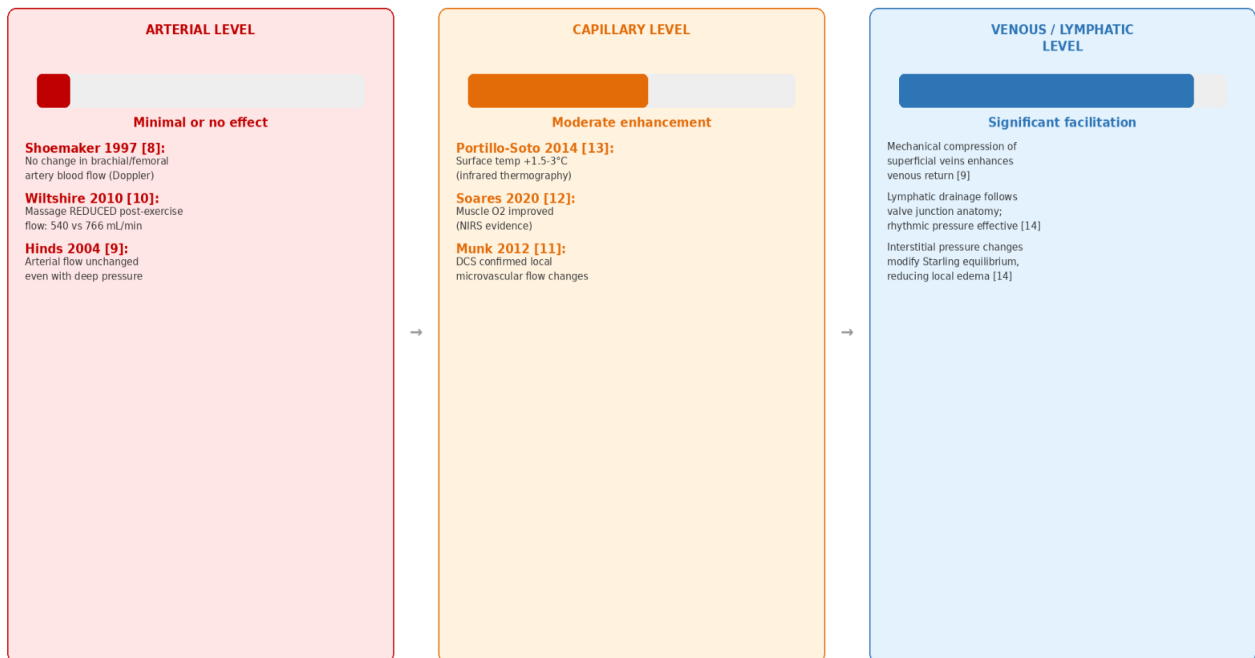 ARTERIAL LEVEL
Minimal or no effect
Shoemaker 1997 [8]:
No change in brachial/femoral
artery blood flow (Doppler)
Wiltshire 2010 [10]:
Massage REDUCED post-exercise
flow: 540 vs 766 mL/min
Hinds 2004 [9]:
Arterial flow unchanged
even with deep pressure
→
CAPILLARY LEVEL
Moderate enhancement
Portillo-Soto 2014 [13]:
Surface temp +1.5-3°C
(infrared thermography)
Soares 2020 [12]:
Muscle O2 improved
(NIRS evidence)
Munk 2012 [11]:
DCS confirmed local
microvascular flow changes
→
VENOUS / LYMPHATIC
LEVEL
Significant facilitation
Mechanical compression of
superficial veins enhances
venous return [9]
Lymphatic drainage follows
valve junction anatomy;
rhythmic pressure effective [14]
Interstitial pressure changes
modify Starling equilibrium,
reducing local edema [14]